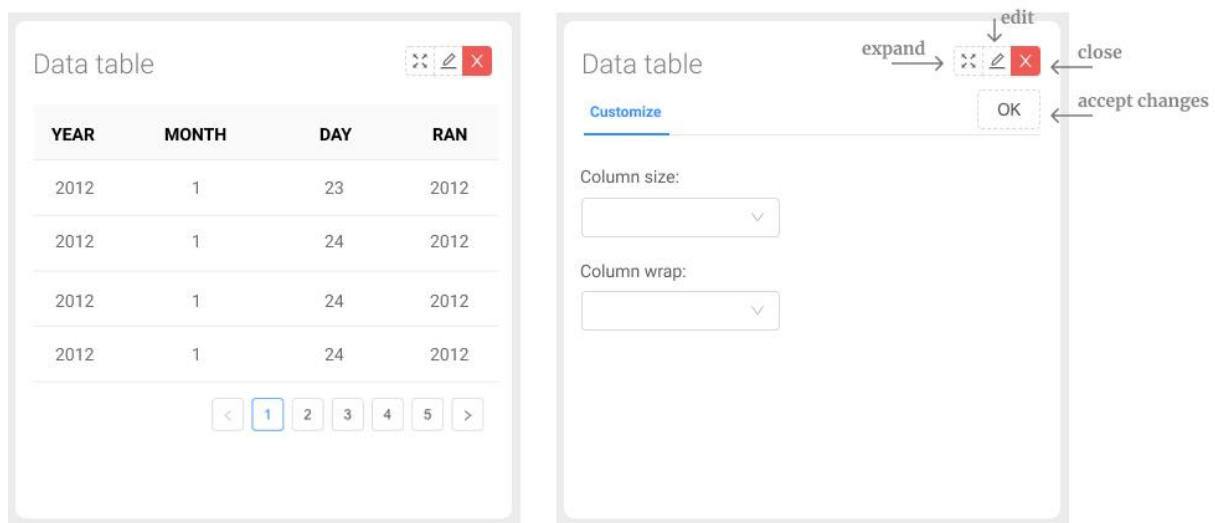 Data table
X
YEAR MONTH DAY RAN
2012 1 23 2012
2012 1 24 2012
2012 1 24 2012
2012 1 24 2012
< 1 2 3 4 5 >
edit
expand
close
Data table
X
accept changes
Customize
OK
Column size:
Column wrap: